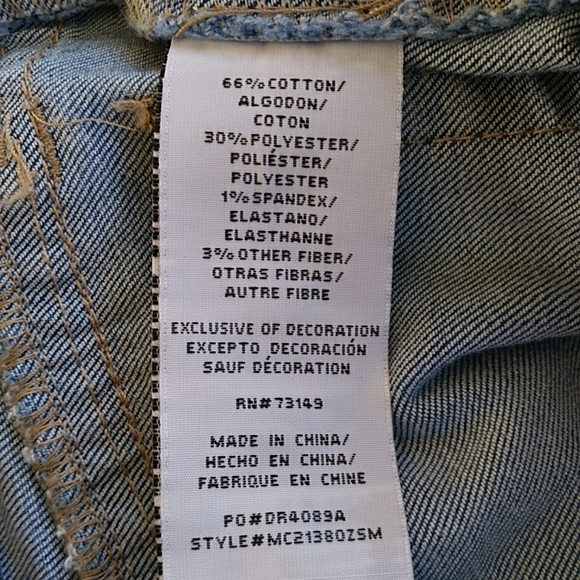 66% COTTON/
ALGODON/
COTON
30% POLYESTER/
POLIÉSTER/
POLYESTER
1% SPANDEX/
ELASTANO/
ELASTHANNE
3% OTHER FIBER/
OTRAS FIBRAS/
AUTRE FIBRE
EXCLUSIVE OF DECORATION
EXCEPTO DECORACIÓN
SAUF DÉCORATION
RN#73149
MADE IN CHINA/
HECHO EN CHINA/
FABRIQUE EN CHINE
PO#DR4089A
STYLE#MC21380ZSM